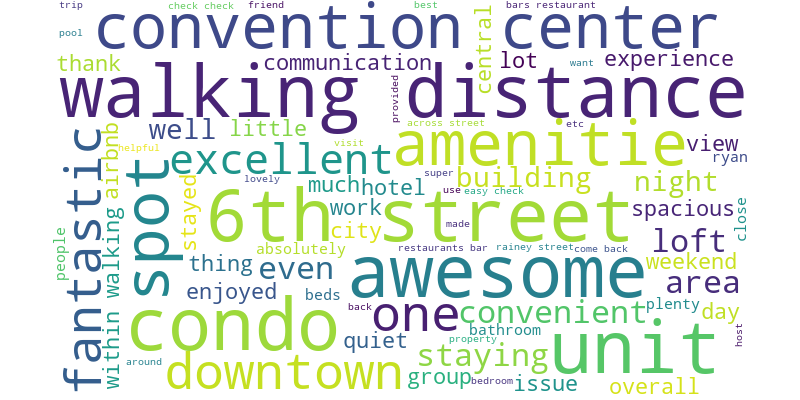 trip check check friend best bars restaurant
convention center
pool
thank communication central lot want experience
walking distance
provided
across street etc
fantastic airbnb well little amenitie view
helpful visit
spot excellent ryan
lovely super building
stayed much hotel use easy check night
6th street
within walking work made spacious close
people city loft
absolutely restaurants bar rainey street come back
thing even awesome weekend
enjoyed beds area
condo back one convenient plenty day
quiet bathroom unit host
around downtown property
staying
group bedroom issue overall